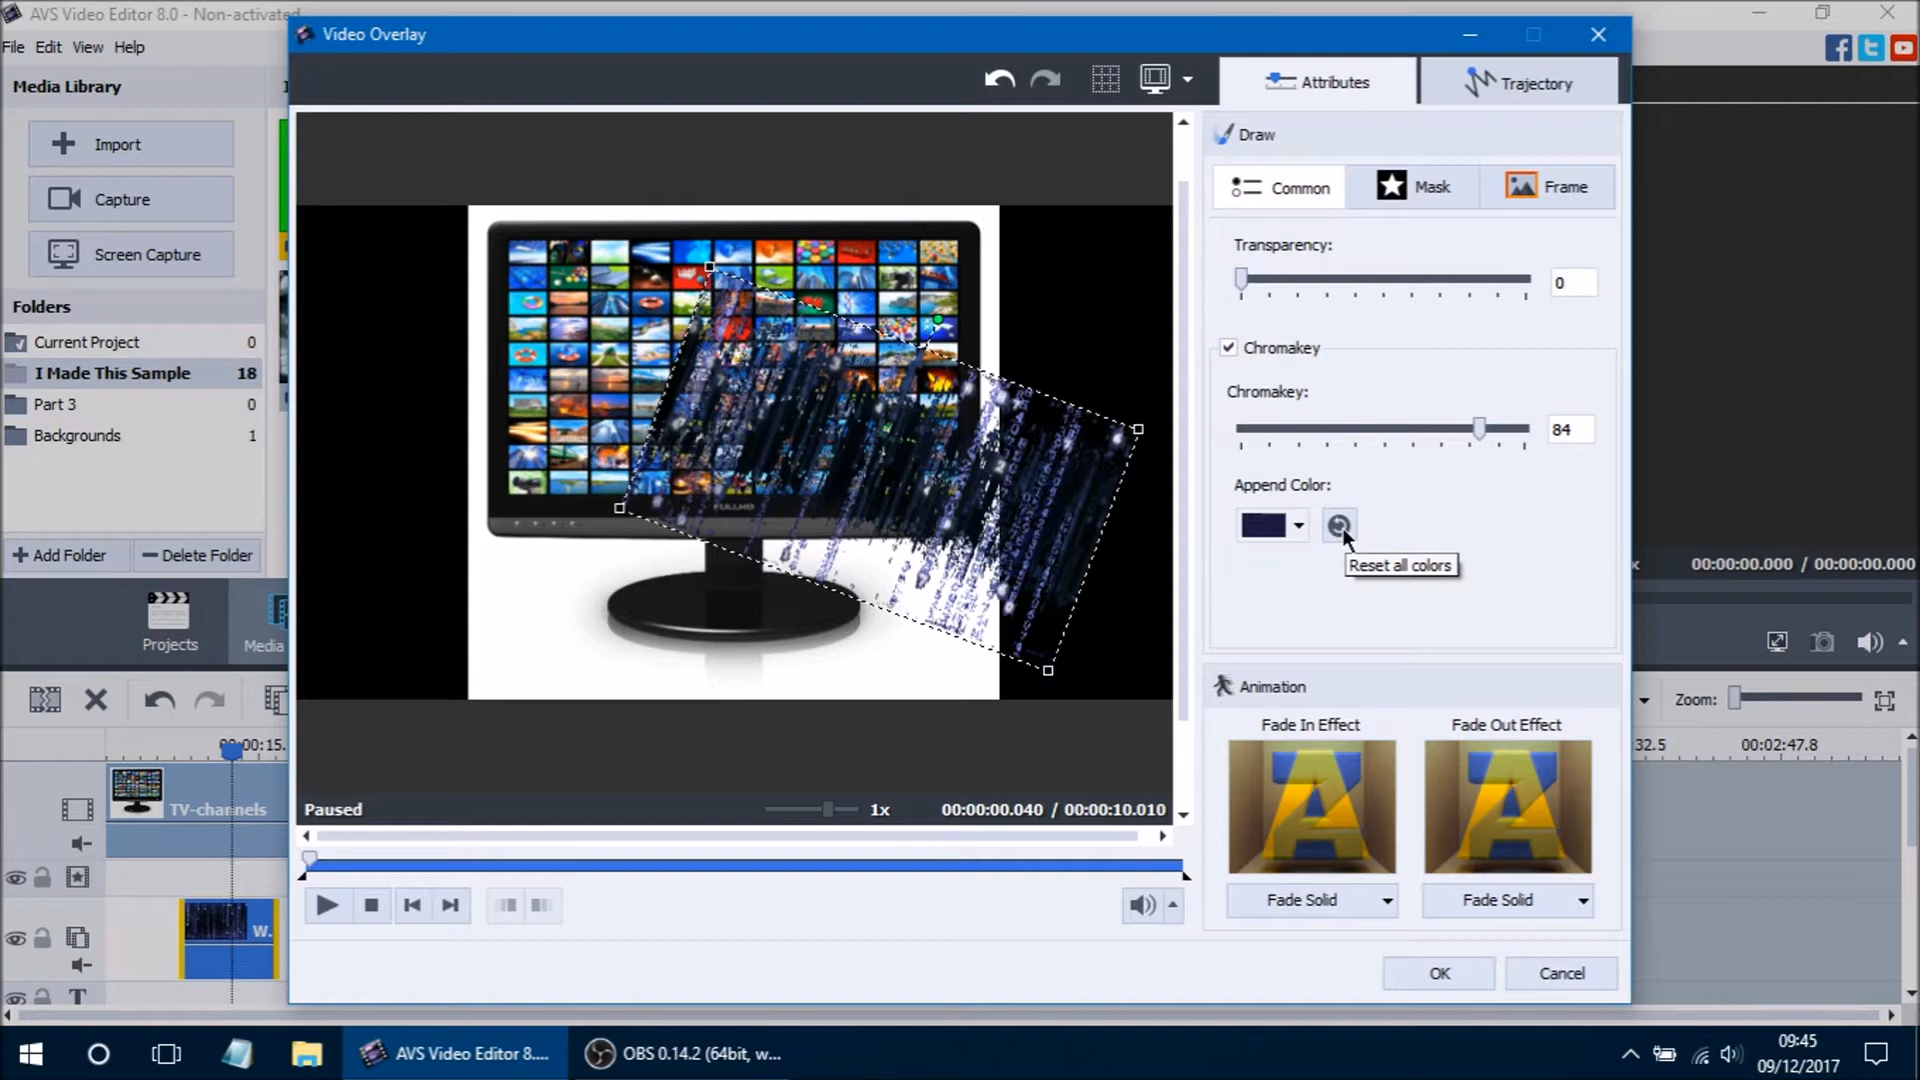 AVS Video Editor 8.0 - Non-activated
File Edit View Help
Media Library
Import
Capture
Screen Capture
Folders
Current Project 0
I Made This Sample 18
Part 3 0
Backgrounds 1
Add Folder
Delete Folder
Projects
Media
Video Overlay
Attributes
Trajectory
Draw
Common
Mask
Frame
Transparency:
0
Chromakey
Chromakey:
84
Append Color:
Reset all colors
FULLHD
Animation
Fade In Effect
Fade Out Effect
Fade Solid
Fade Solid
Paused
1x
00:00:00.040 / 00:00:10.010
OK
Cancel
00:00:00.000 / 00:00:00.000
Zoom:
00:00:15.
32.5
00:02:47.8
TV-channels
W.
T
AVS Video Editor 8....
OBS 0.14.2 (64bit, w...
09:45
09/12/2017